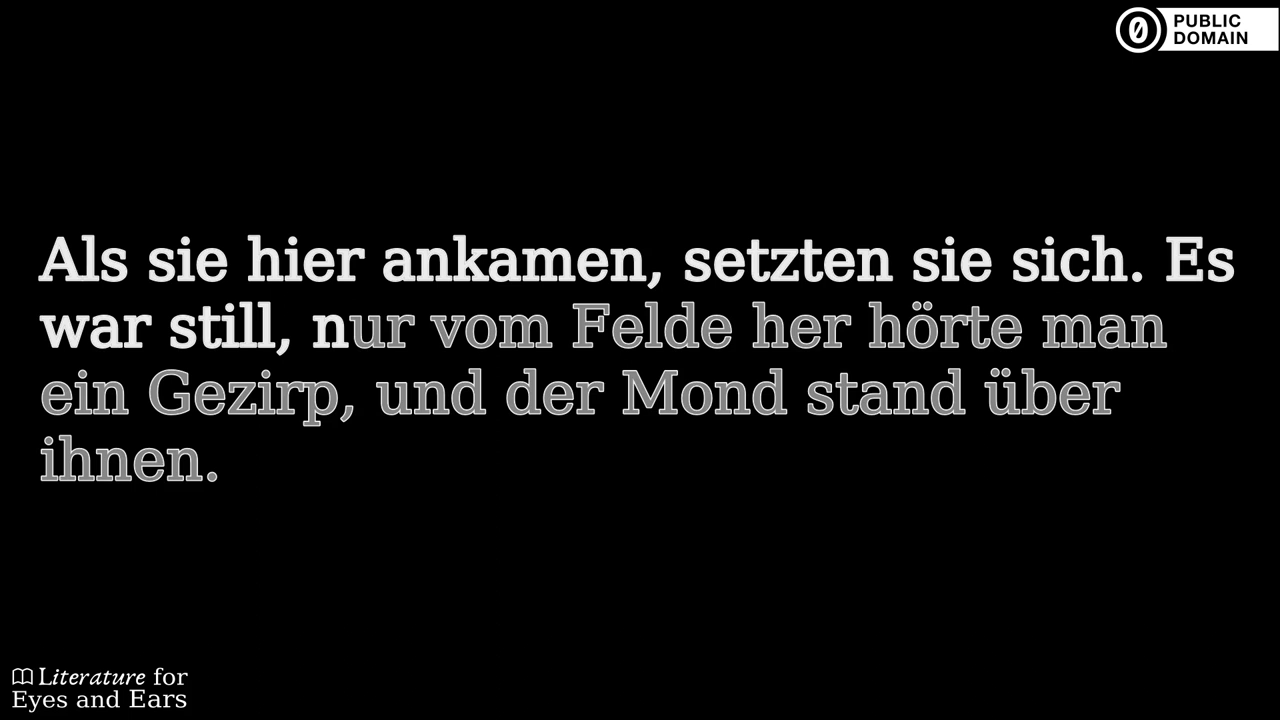 PUBLIC
DOMAIN
Als sie hier ankamen, setzten sie sich. Es
war still, nur vom Felde her hörte man
ein Gezirp, und der Mond stand über
ihnen.
Literature for
Eyes and Ears